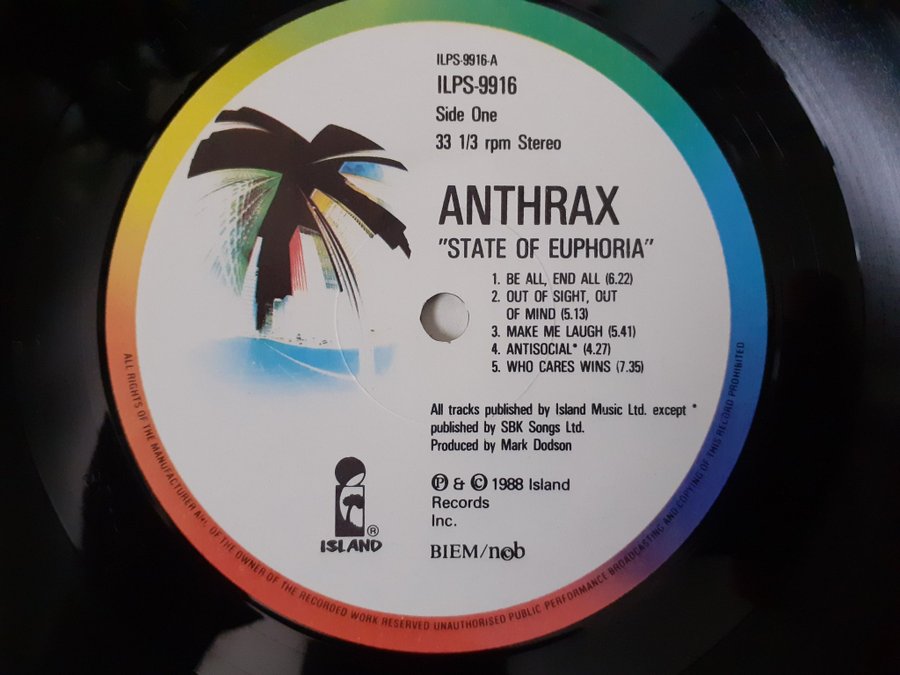 ILPS-9916-A
ILPS-9916
Side One
33 1/3 rpm Stereo
ANTHRAX
"STATE OF EUPHORIA"
1. BE ALL, END ALL (6.22)
2. OUT OF SIGHT, OUT
OF MIND (5.13)
3. MAKE ME LAUGH (5.41)
4. ANTISOCIAL* (4.27)
5. WHO CARES WINS (7.35)
All tracks published by Island Music Ltd. except *
published by SBK Songs Ltd.
Produced by Mark Dodson
Ⓟ & © 1988 Island
Records
Inc.
BIEM/ncb
ISLAND ®
ALL RIGHTS OF THE MANUFACTURER AND OF THE OWNER OF THE RECORDED WORK RESERVED UNAUTHORISED PUBLIC PERFORMANCE BROADCASTING AND COPYING OF THIS RECORD PROHIBITED